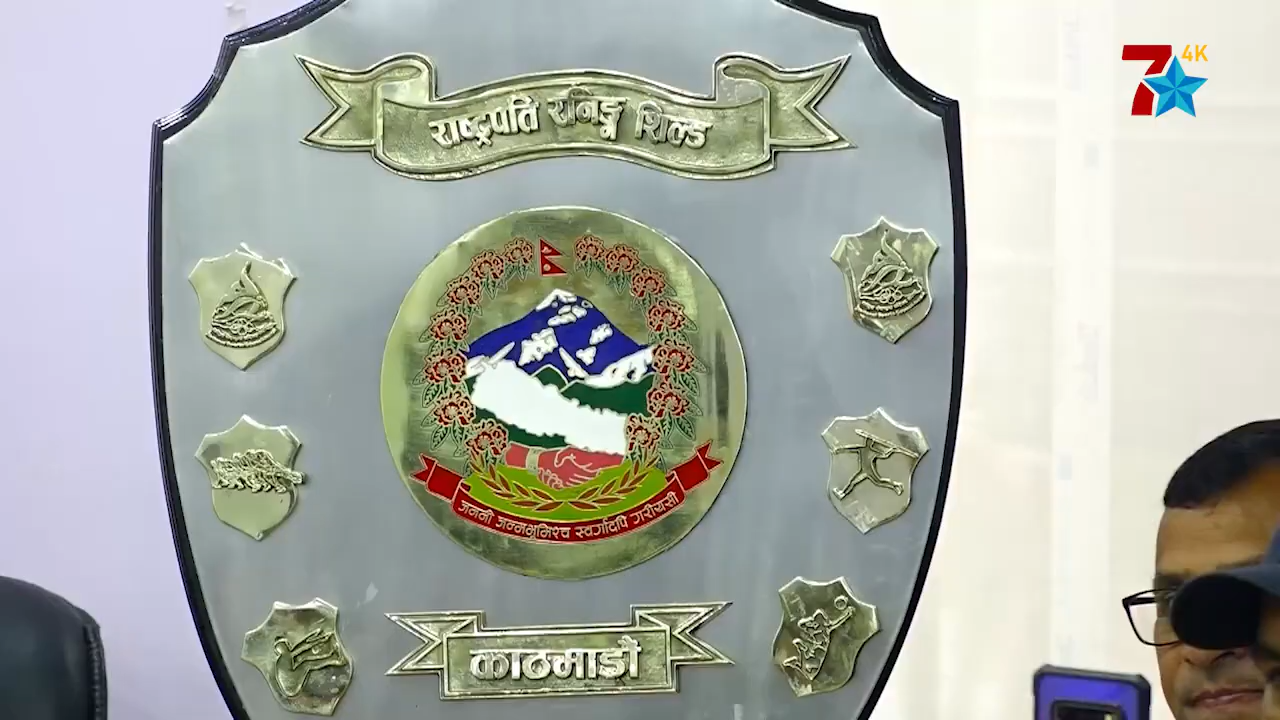 7 4K
राष्ट्रपति रनिङ्ग शिल्ड
जननी जन्मभूमिश्च स्वर्गादपि गरीयसी
काठमाडौं